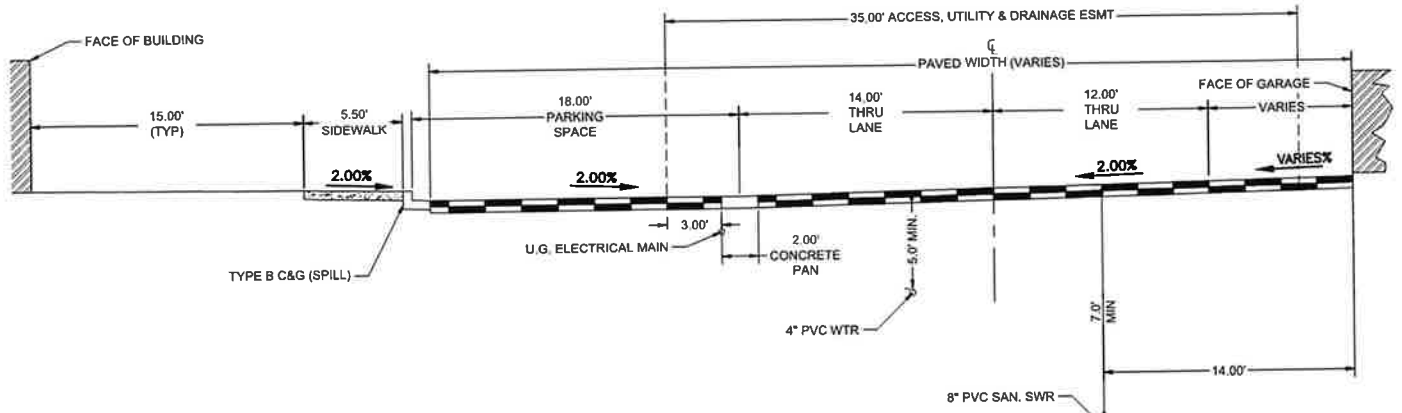 35.00' ACCESS, UTILITY & DRAINAGE ESMT
FACE OF BUILDING
℄
PAVED WIDTH (VARIES)
FACE OF GARAGE
15.00'
(TYP)
5.50'
SIDEWALK
18.00'
PARKING
SPACE
14.00'
THRU
LANE
12.00'
THRU
LANE
VARIES
2.00%
2.00%
2.00%
VARIES%
3.00'
U.G. ELECTRICAL MAIN
2.00'
CONCRETE
PAN
5.0' MIN.
TYPE B C&G (SPILL)
4" PVC WTR
7.0'
MIN
14.00'
8" PVC SAN. SWR